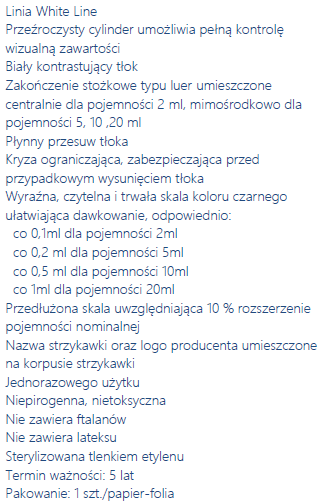 Linia White Line
Przeźroczysty cylinder umożliwia pełną kontrolę
wizualną zawartości
Biały kontrastujący tłok
Zakończenie stożkowe typu luer umieszczone
centralnie dla pojemności 2 ml, mimośrodkowo dla
pojemności 5, 10 ,20 ml
Płynny przesuw tłoka
Kryza ograniczająca, zabezpieczająca przed
przypadkowym wysunięciem tłoka
Wyraźna, czytelna i trwała skala koloru czarnego
ułatwiająca dawkowanie, odpowiednio:
co 0,1ml dla pojemności 2ml
co 0,2 ml dla pojemności 5ml
co 0,5 ml dla pojemności 10ml
co 1ml dla pojemności 20ml
Przedłużona skala uwzględniająca 10 % rozszerzenie
pojemności nominalnej
Nazwa strzykawki oraz logo producenta umieszczone
na korpusie strzykawki
Jednorazowego użytku
Niepirogenna, nietoksyczna
Nie zawiera ftalanów
Nie zawiera lateksu
Sterylizowana tlenkiem etylenu
Termin ważności: 5 lat
Pakowanie: 1 szt./papier-folia